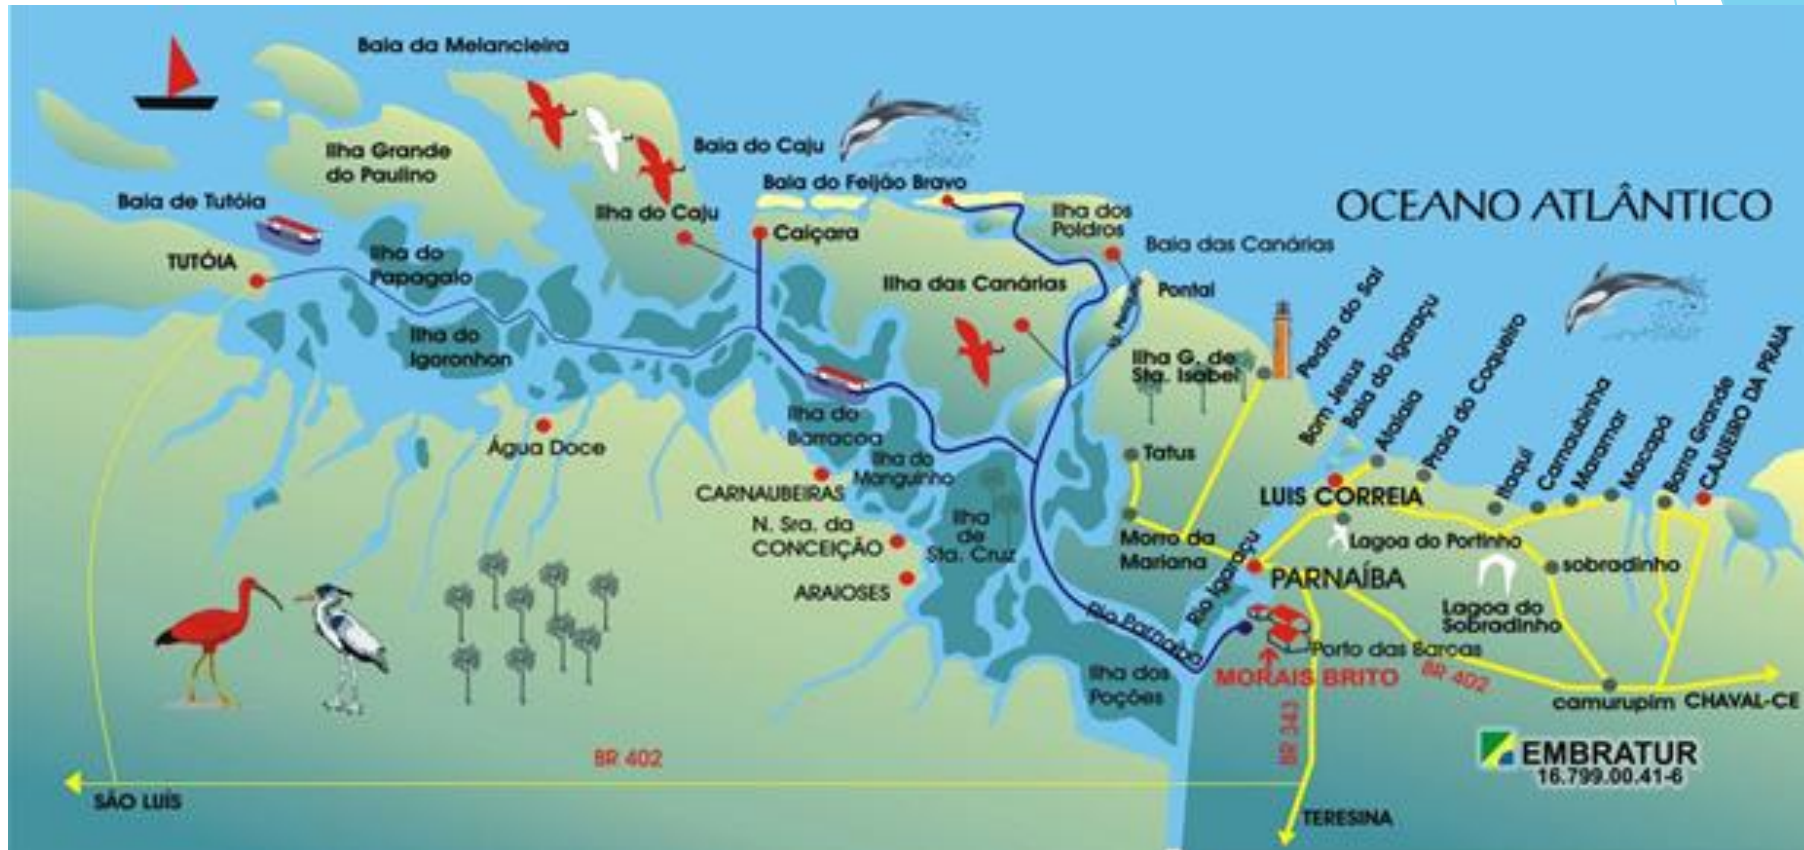 Baia da Melancieira
Ilha Grande
do Paulino
Baia do Caju
Baia do Feijão Bravo
OCEANO ATLÂNTICO
Baia de Tutóia
Ilha do Caju
Caiçara
Ilha dos
Poldros
Baia das Canárias
TUTÓIA
Ilha do
Papagaio
Ilha das Canárias
Pontal
Pedra do Sal
Ilha do
Igoronhon
Ilha G. de
Sta. Isabel
Bom Jesus
Baia do Igaraçu
Atalaia
Praia do Coqueiro
Itaqui
Carnaubinha
Maramar
Macapá
Barra Grande
CAJUEIRO DA PRAIA
Ilha do
Barracoa
Água Doce
Tatus
Ilha do
Manguinho
CARNAUBEIRAS
LUIS CORREIA
N. Sra. da
CONCEIÇÃO
Ilha
de
Sta. Cruz
Morro da
Mariana
Rio Igaraçu
Lagoa do Portinho
sobradinho
PARNAÍBA
ARAIOSES
Lagoa do
Sobradinho
Rio Parnaíba
Porto das Barcas
Ilha dos
Poções
MORAIS BRITO
BR 402
camurupim
CHAVAL-CE
BR 343
BR 402
EMBRATUR
16.799.00.41-6
SÃO LUÍS
TERESINA